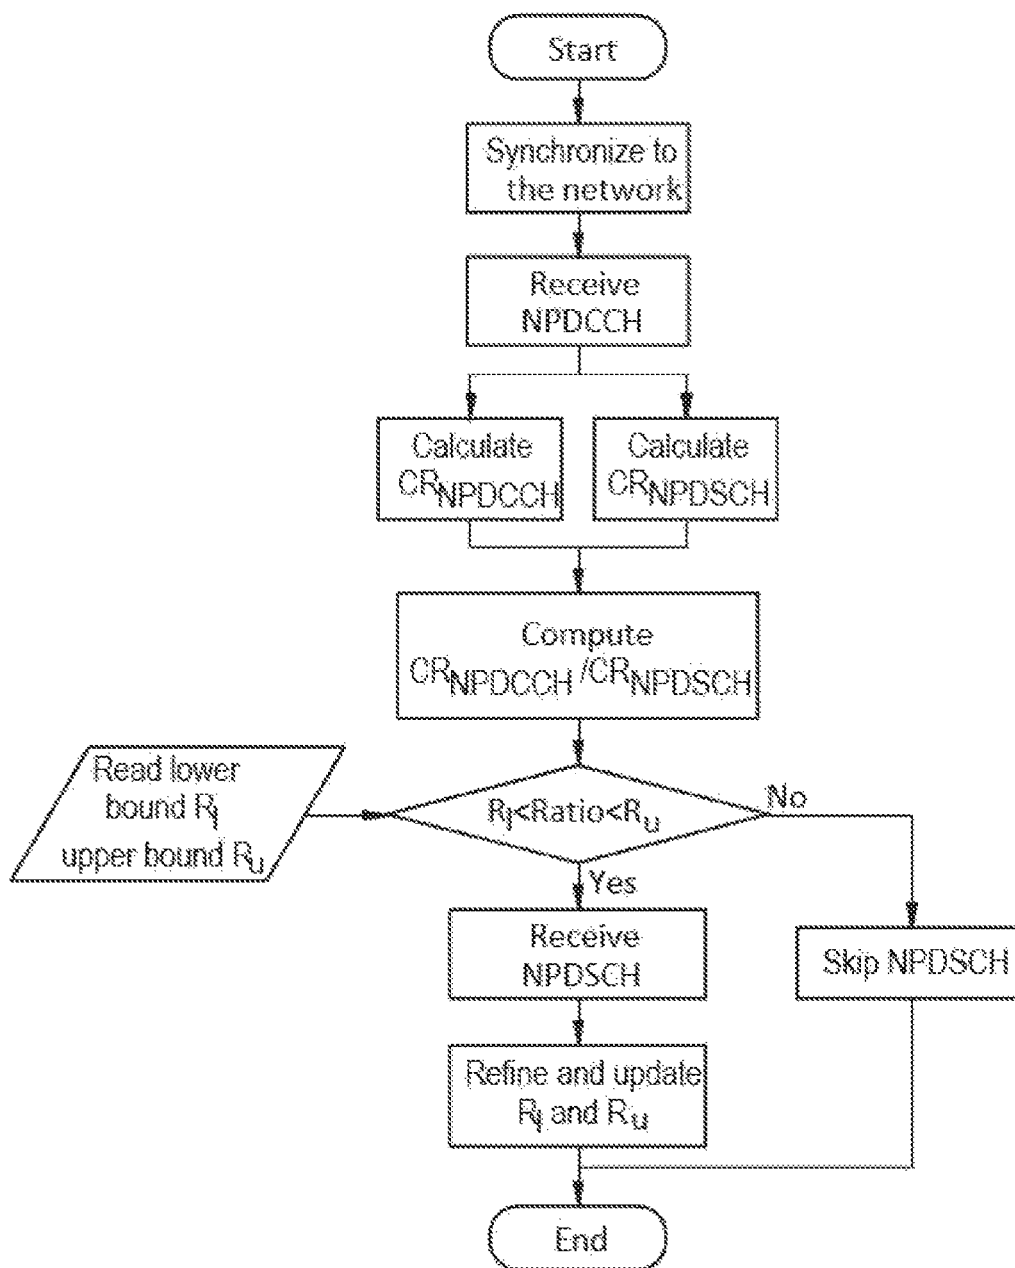 Start
Synchronize to
the network
Receive
NPDCCH
Calculate
CRNPDCCH
Calculate
CRNPDSCH
Compute
CRNPDCCH /CRNPDSCH
Read lower
bound Rl
upper bound Ru
Rl<Ratio<Ru
No
Yes
Receive
NPDSCH
Skip NPDSCH
Refine and update
Rl and Ru
End